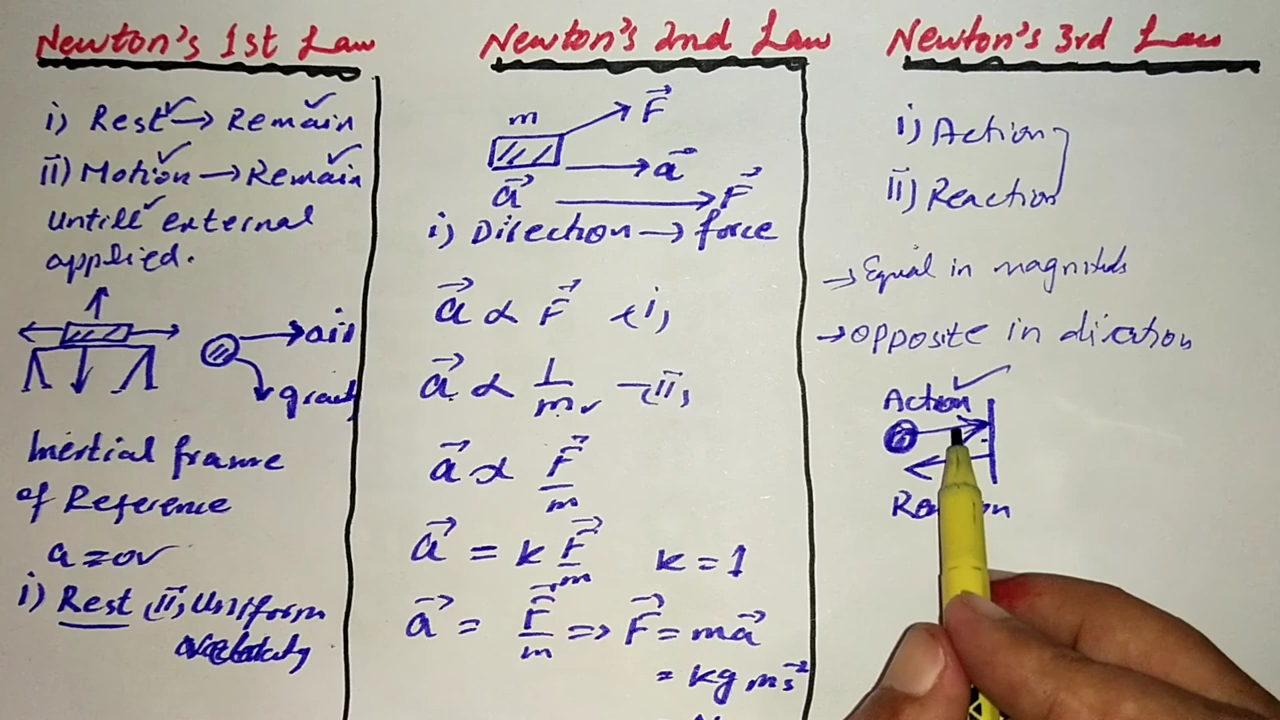 Newton's 1st Law
i) Rest → Remain
ii) Motion → Remain
untill external
applied.
air
Inertial frame
of Reference
a = 0
i) Rest ii) Uniform
Newton's 2nd Law
m F⃗
a⃗
a⃗ → F⃗
i) Direction → force
a⃗ ∝ F⃗ -(i)
a⃗ ∝ 1/m -(ii)
a⃗ ∝ F⃗/m
a⃗ = k F⃗/m k = 1
a⃗ = F⃗/m => F⃗ = ma⃗
= kg ms⁻²
Newton's 3rd Law
i) Action
ii) Reaction
→ Equal in
→ opposite in
Action